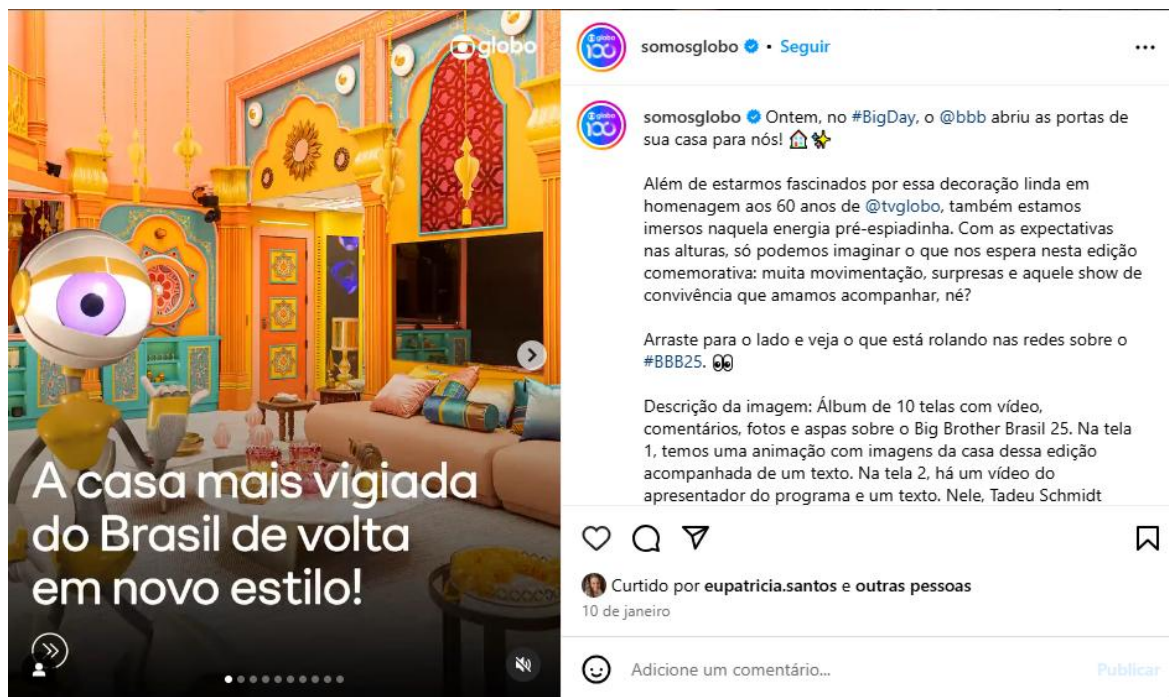 globo
A casa mais vigiada
do Brasil de volta
em novo estilo!
globo
100
somosglobo • Seguir
globo
100
somosglobo Ontem, no #BigDay, o @bbb abriu as portas de
sua casa para nós! 🏠✨
Além de estarmos fascinados por essa decoração linda em
homenagem aos 60 anos de @tvglobo, também estamos
imersos naquela energia pré-espiadinha. Com as expectativas
nas alturas, só podemos imaginar o que nos espera nesta edição
comemorativa: muita movimentação, surpresas e aquele show de
convivência que amamos acompanhar, né?
Arraste para o lado e veja o que está rolando nas redes sobre o
#BBB25. 👀
Descrição da imagem: Álbum de 10 telas com vídeo,
comentários, fotos e aspas sobre o Big Brother Brasil 25. Na tela
1, temos uma animação com imagens da casa dessa edição
acompanhada de um texto. Na tela 2, há um vídeo do
apresentador do programa e um texto. Nele, Tadeu Schmidt
Curtido por eupatricia.santos e outras pessoas
10 de janeiro
Adicione um comentário... Publicar